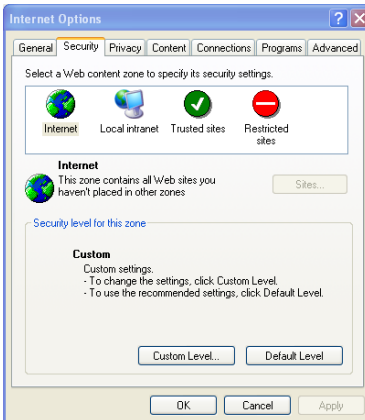 Internet Options
General Security Privacy Content Connections Programs Advanced
Select a Web content zone to specify its security settings.
Internet Local intranet Trusted sites Restricted
sites
Internet
This zone contains all Web sites you
haven't placed in other zones
Sites...
Security level for this zone
Custom
Custom settings.
- To change the settings, click Custom Level.
- To use the recommended settings, click Default Level.
Custom Level... Default Level
OK Cancel Apply